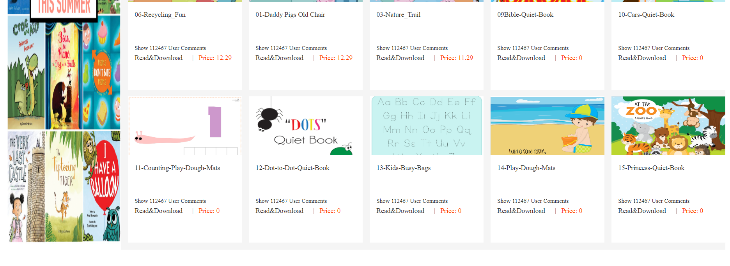 THIS SUMMER
06-Recycling Fun
Show 112467 User Comments
Read&Download | Price: 12.29
01-Daddy Pigs Old Chair
Show 112467 User Comments
Read&Download | Price: 12.29
03-Nature Trail
Show 112467 User Comments
Read&Download | Price: 11.29
09Bible-Quiet-Book
Show 112467 User Comments
Read&Download | Price: 0
10-Cars-Quiet-Book
Show 112467 User Comments
Read&Download | Price: 0
THE VERY
LAST
CASTLE
I HAVE A
BALLOON
11-Counting-Play-Dough-Mats
Show 112467 User Comments
Read&Download | Price: 0
"DOTS"
Quiet Book
12-Dot-to-Dot-Quiet-Book
Show 112467 User Comments
Read&Download | Price: 0
Aa Bb Cc Dd Ee Ff
Gg Hh Ii Jj Kk Ll
Mm Nn Oo Pp Qq
Rr Ss Uu Vv
13-Kids-Busy-Bags
Show 112467 User Comments
Read&Download | Price: 0
14-Play-Dough-Mats
Show 112467 User Comments
Read&Download | Price: 0
AT THE
ZOO
15-Princess-Quiet-Book
Show 112467 User Comments
Read&Download | Price: 0